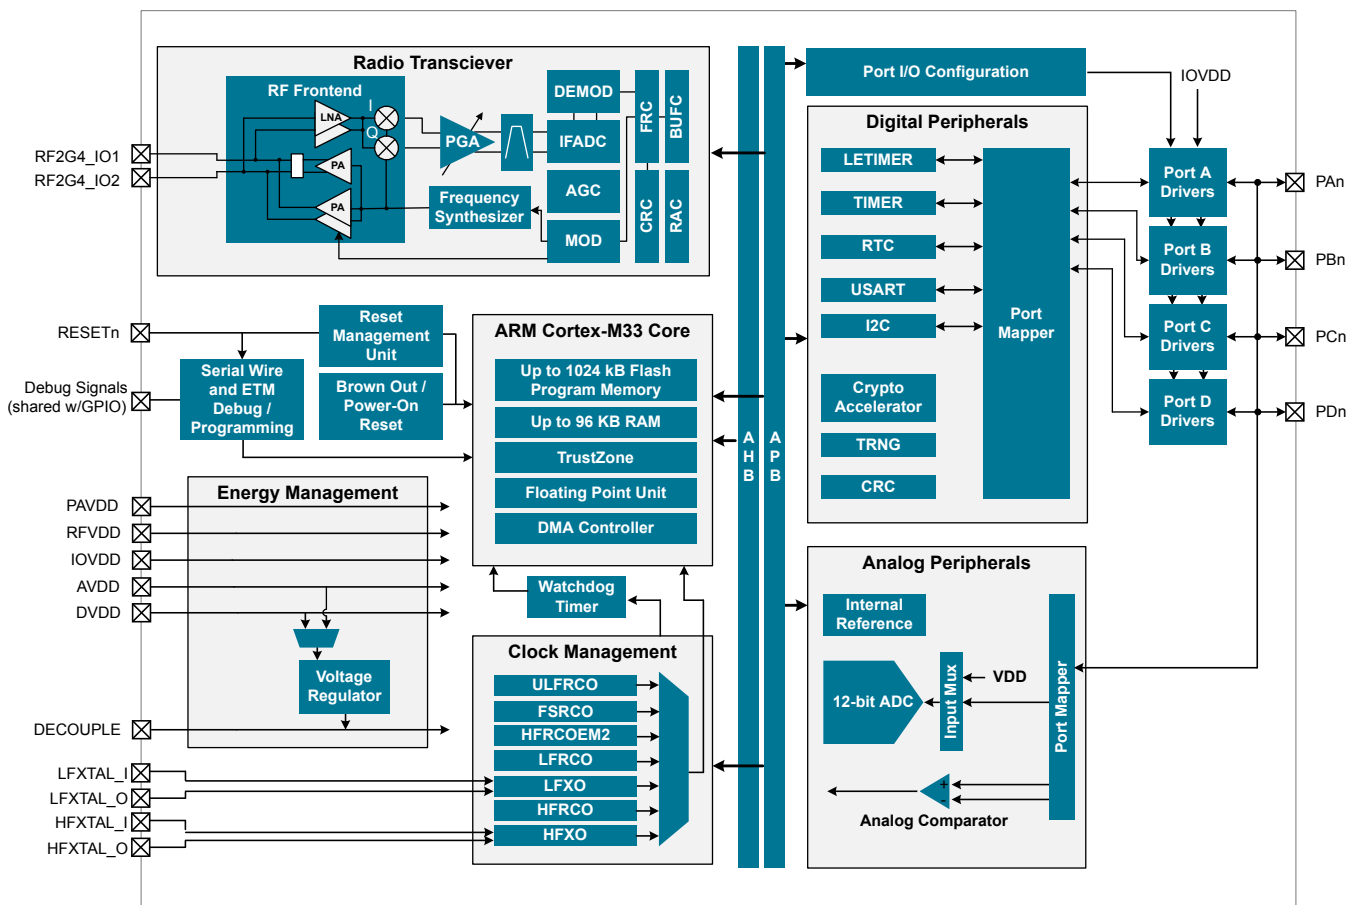 Radio Transciever
RF Frontend
LNA
I
Q
PA
PA
PGA
DEMOD
IFADC
AGC
MOD
Frequency
Synthesizer
FRC
BUFC
CRC
RAC
RF2G4_IO1
RF2G4_IO2
RESETn
Debug Signals
(shared w/GPIO)
Reset
Management
Unit
Serial Wire
and ETM
Debug /
Programming
Brown Out /
Power-On
Reset
ARM Cortex-M33 Core
Up to 1024 kB Flash
Program Memory
Up to 96 KB RAM
TrustZone
Floating Point Unit
DMA Controller
Energy Management
PAVDD
RFVDD
IOVDD
AVDD
DVDD
Voltage
Regulator
DECOUPLE
Watchdog
Timer
Clock Management
ULFRCO
FSRCO
HFRCOEM2
LFRCO
LFXO
HFRCO
HFXO
LFXTAL_I
LFXTAL_O
HFXTAL_I
HFXTAL_O
AHB
APB
Port I/O Configuration
IOVDD
Digital Peripherals
LETIMER
TIMER
RTC
USART
I2C
Crypto
Accelerator
TRNG
CRC
Port
Mapper
Port A
Drivers
Port B
Drivers
Port C
Drivers
Port D
Drivers
PAn
PBn
PCn
PDn
Analog Peripherals
Internal
Reference
12-bit ADC
Input Mux
VDD
Port Mapper
+
-
Analog Comparator